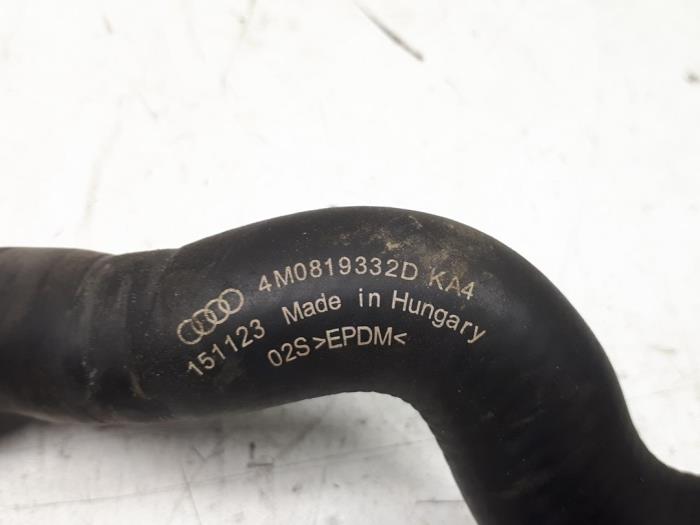 4M0819332D KA4
151123 Made in Hungary
02S>EPDM<